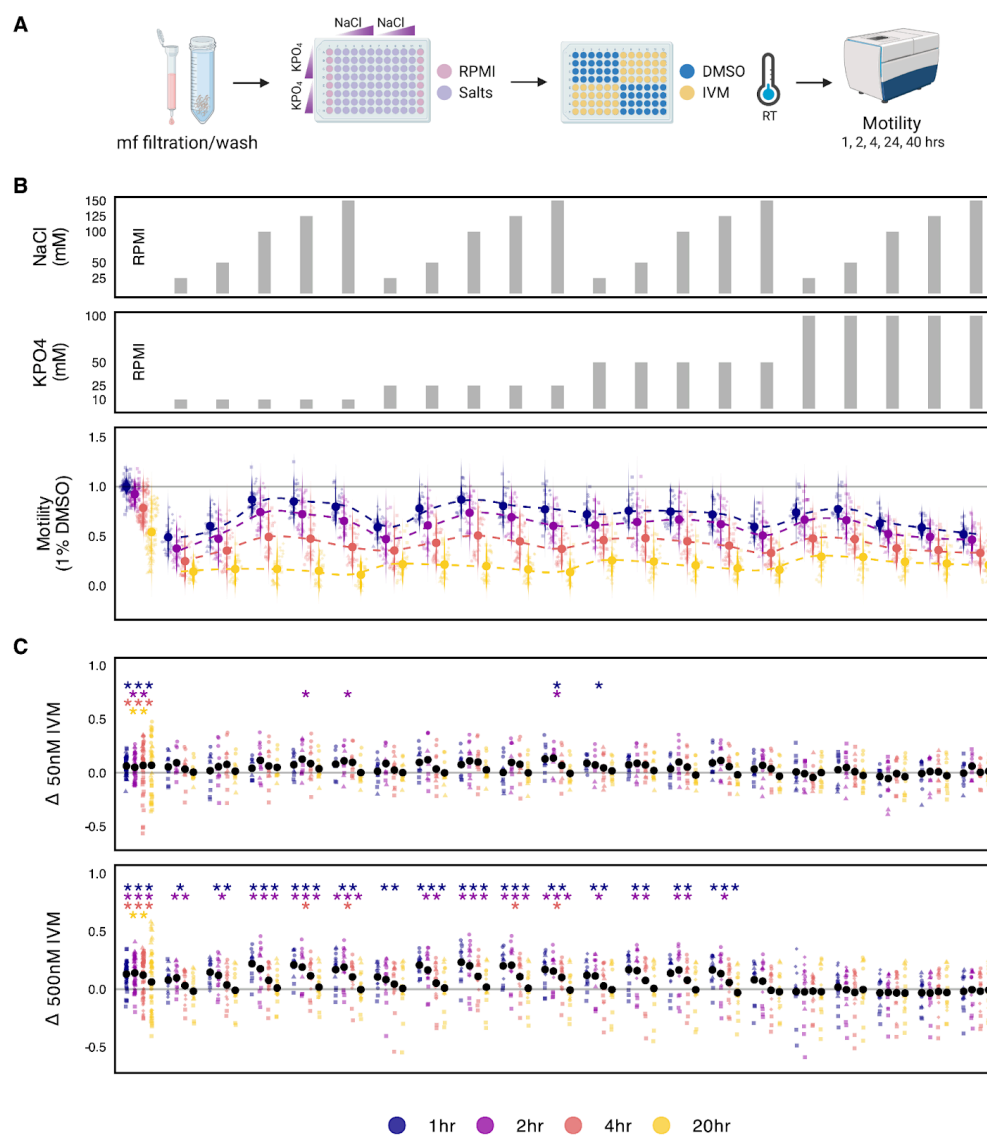 A
NaCl NaCl
KPO4 KPO4
RPMI
Salts
DMSO
IVM
RT
mf filtration/wash
Motility
1, 2, 4, 24, 40 hrs
B
NaCl
(mM)
150
125
100
50
25
RPMI
KPO4
(mM)
100
50
25
10
RPMI
Motility
(1% DMSO)
1.5
1.0
0.5
0.0
C
Δ 50nM IVM
1.0
0.5
0.0
-0.5
* * *
* *
* * *
* *
*
*
*
*
*
Δ 500nM IVM
1.0
0.5
0.0
-0.5
1hr 2hr 4hr 20hr